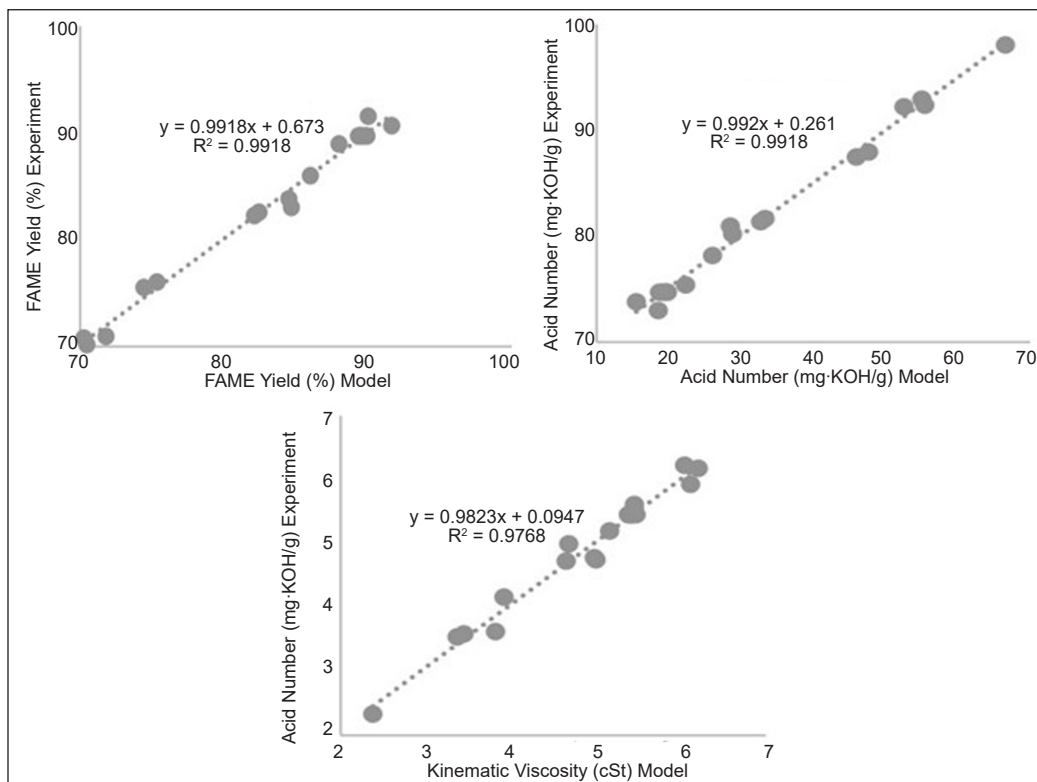 100
90
80
70
FAME Yield (%) Experiment
y = 0.9918x + 0.673
R² = 0.9918
70 80 90 100
FAME Yield (%) Model
100
90
80
70
Acid Number (mg·KOH/g) Experiment
y = 0.992x + 0.261
R² = 0.9918
10 20 30 40 50 60 70
Acid Number (mg·KOH/g) Model
7
6
5
4
3
2
Acid Number (mg·KOH/g) Experiment
y = 0.9823x + 0.0947
R² = 0.9768
2 3 4 5 6 7
Kinematic Viscosity (cSt) Model